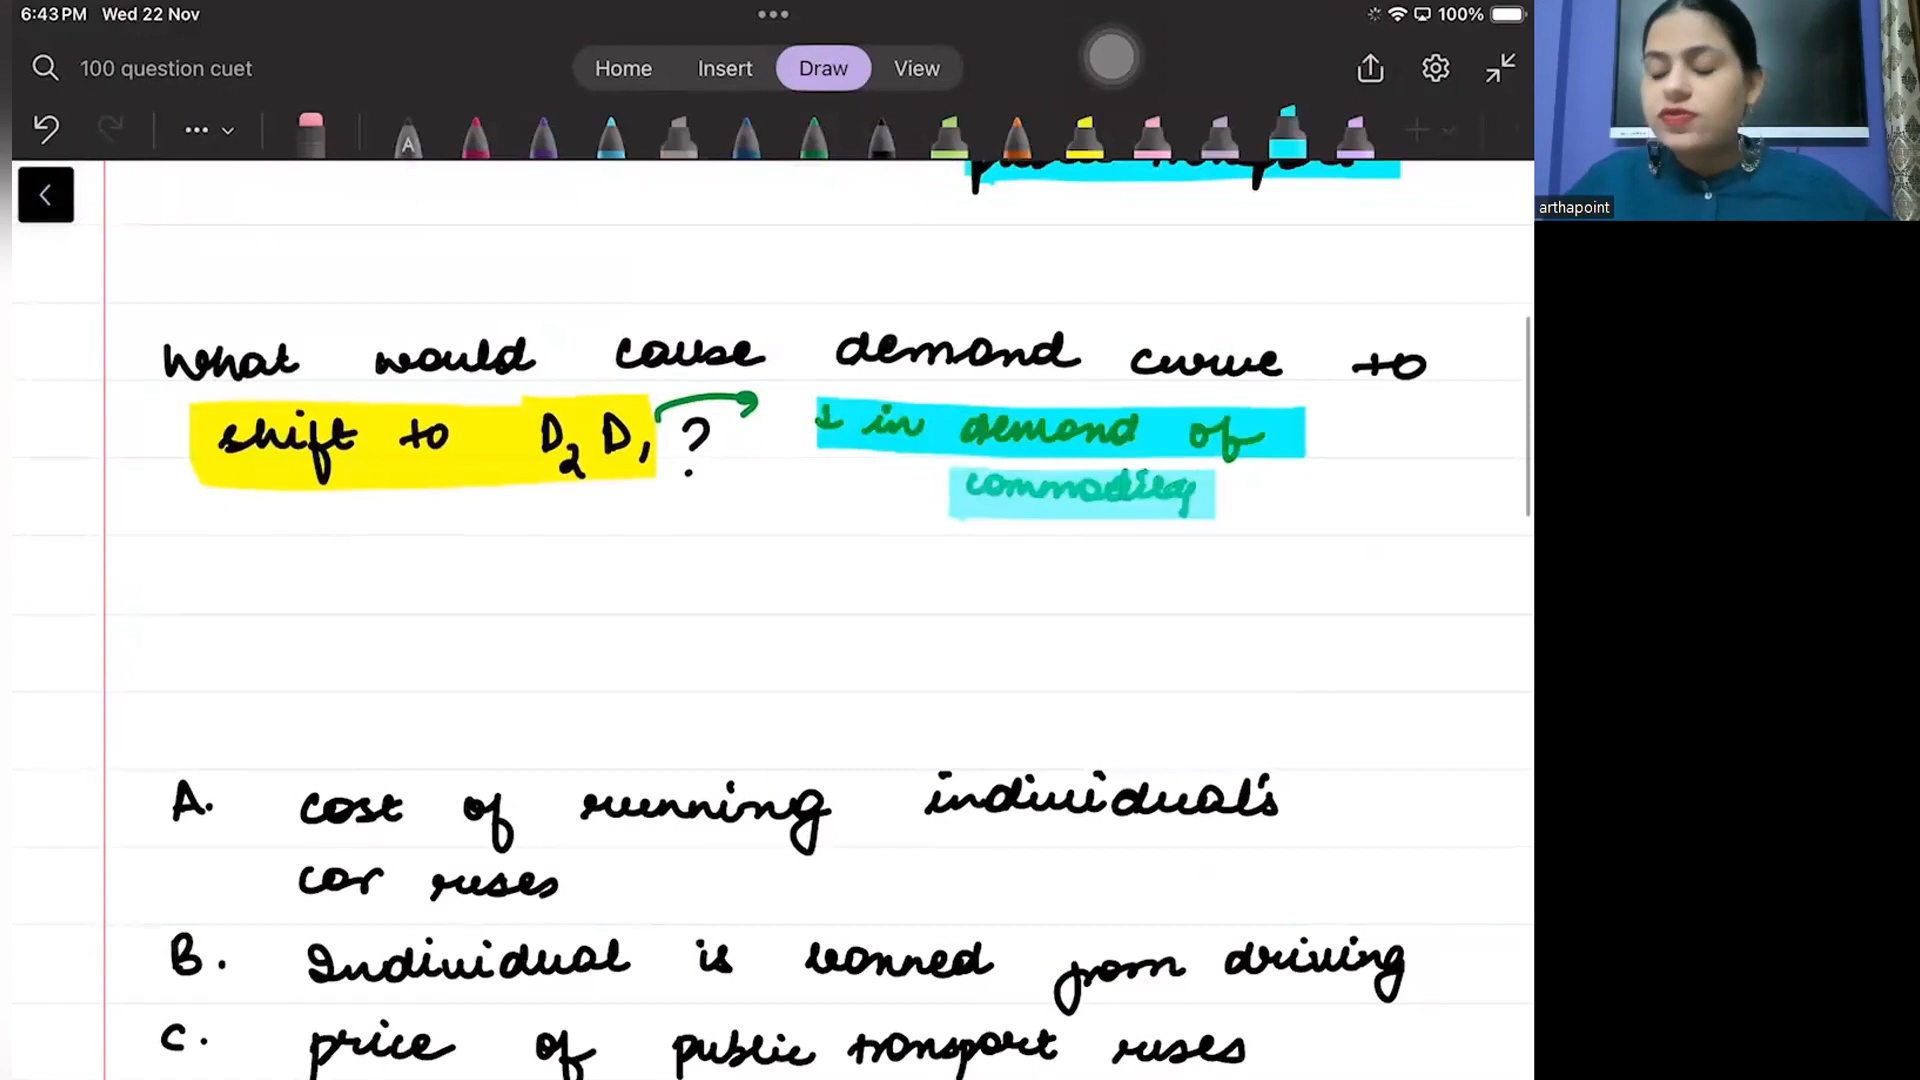 6:43 PM Wed 22 Nov
100%
100 question cuet
Home Insert Draw View
A
arthapoint
What would cause demand curve to
shift to D2 D1 ? ↓ in demand of
commodity
A. cost of running individual's
car rises
B. Individual is banned from driving
C. price of public transport rises